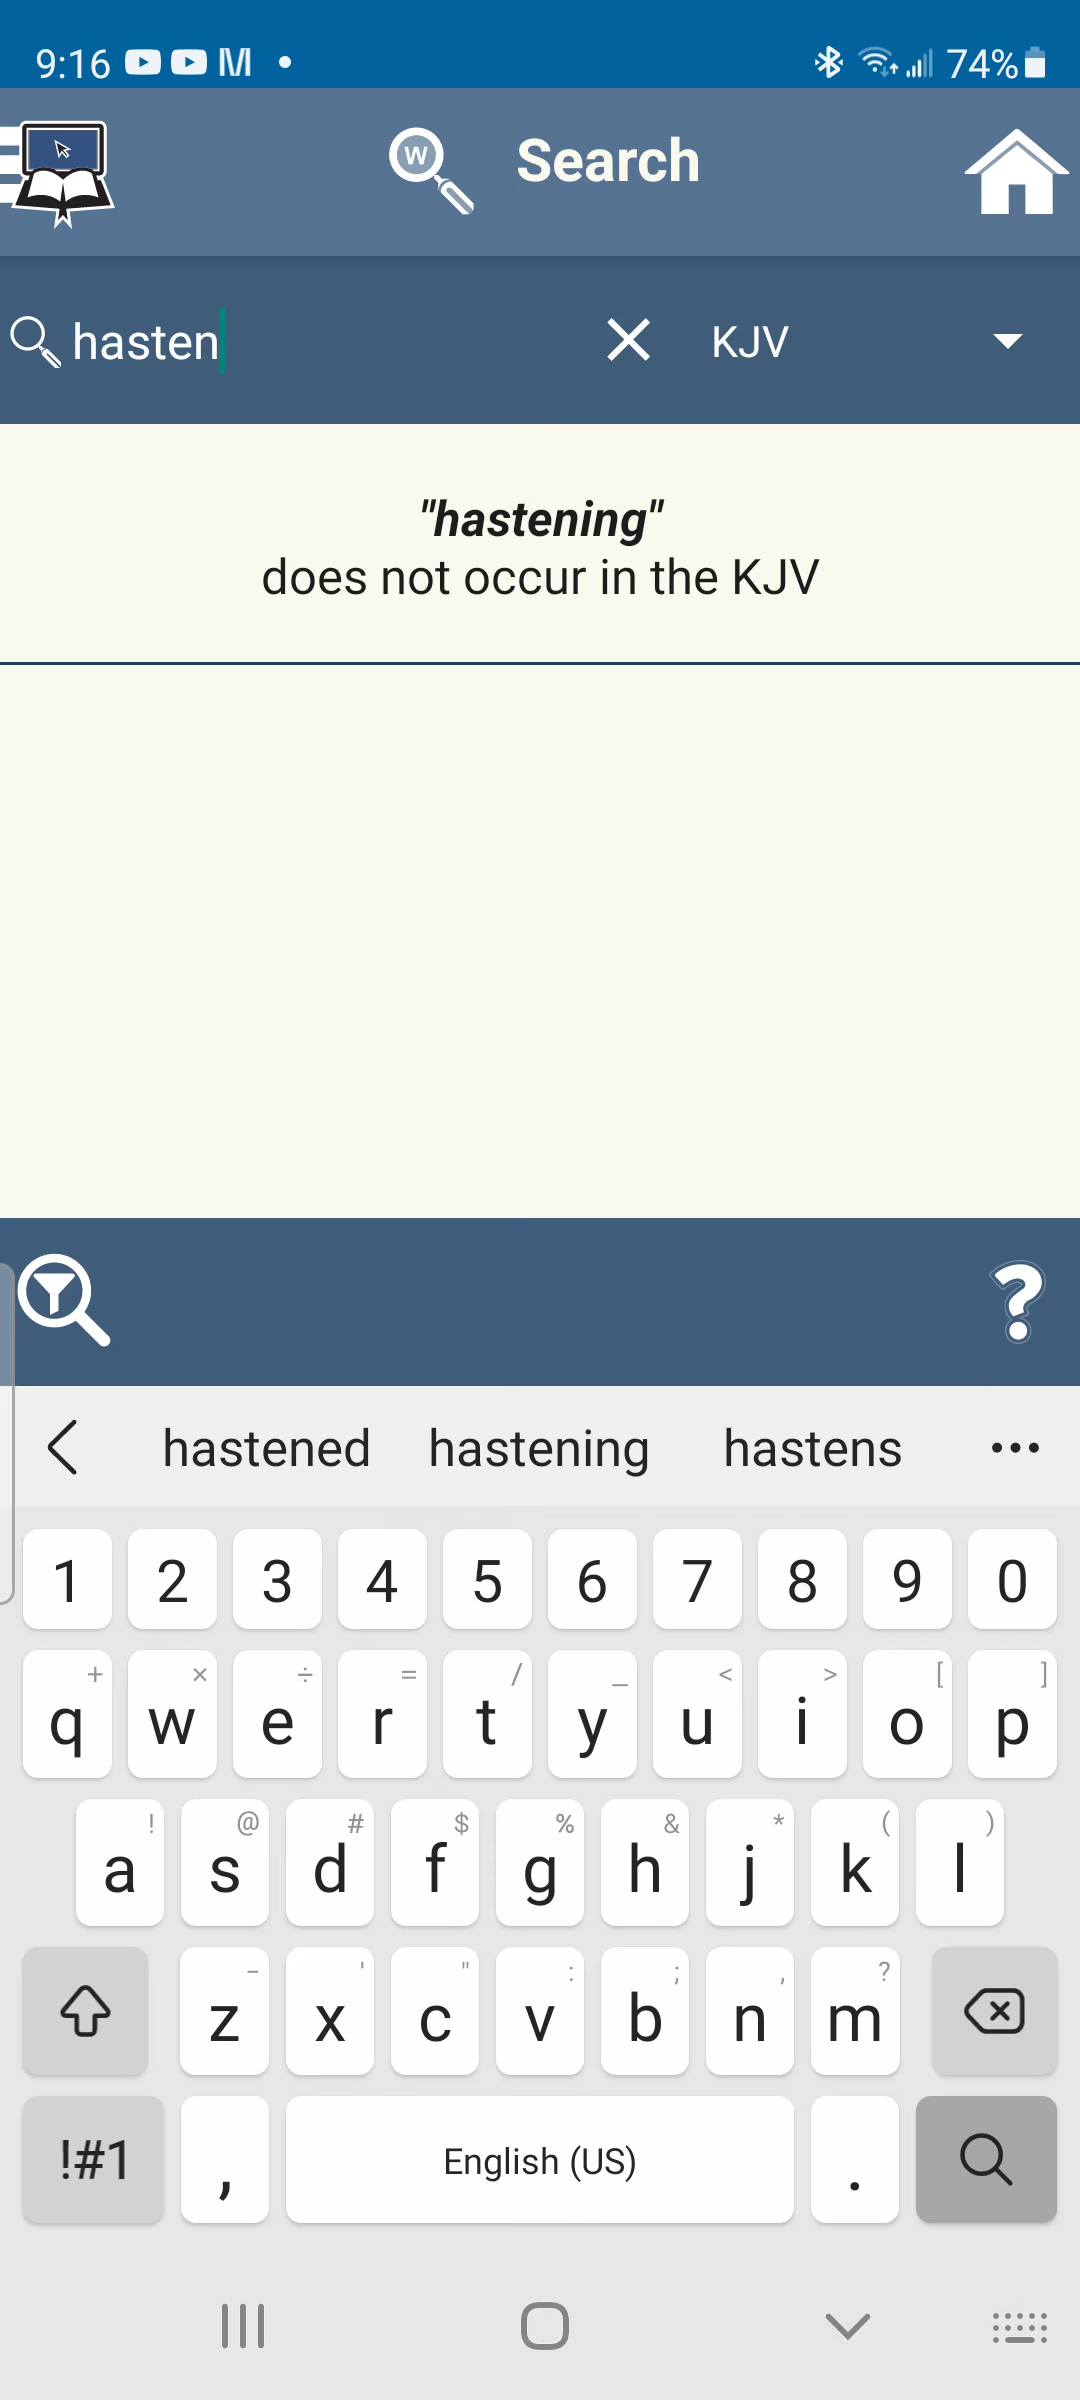 9:16
74%
W
Search
hasten
KJV
"hastening"
does not occur in the KJV
hastened hastening hastens
1 2 3 4 5 6 7 8 9 0
+ × ÷ = / _ < > [ ]
q w e r t y u i o p
! @ # $ % & * ( )
a s d f g h j k l
- ' " : ; , ?
z x c v b n m
!#1 , English (US) .